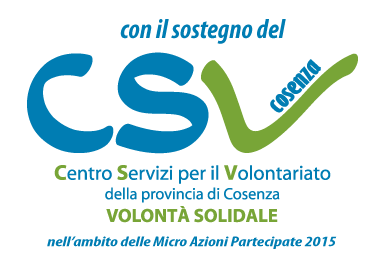 con il sostegno del
CSV cosenza
Centro Servizi per il Volontariato
della provincia di Cosenza
VOLONTÀ SOLIDALE
nell'ambito delle Micro Azioni Partecipate 2015